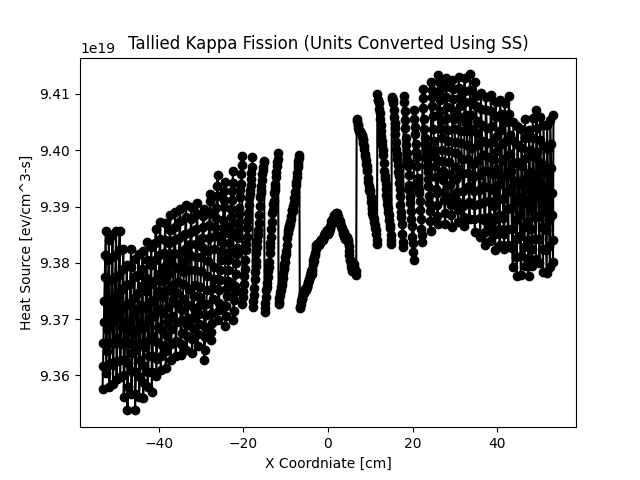 Tallied Kappa Fission (Units Converted Using SS)
1e19
9.41
9.40
9.39
9.38
9.37
9.36
Heat Source [ev/cm^3-s]
−40
−20
0
20
40
X Coordniate [cm]